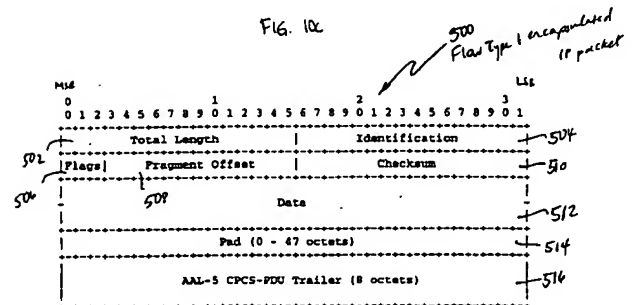 FIG. 10c
500
Flow Type 1 encapsulated
IP packet
MSB
LSB
0 1 2 3
0 1 2 3 4 5 6 7 8 9 0 1 2 3 4 5 6 7 8 9 0 1 2 3 4 5 6 7 8 9 0 1
502 | Total Length | Identification | 504
506 |Flags| Fragment Offset | Checksum | 510
508
Data
512
Pad (0 - 47 octets)
514
AAL-5 CPCS-PDU Trailer (8 octets)
516